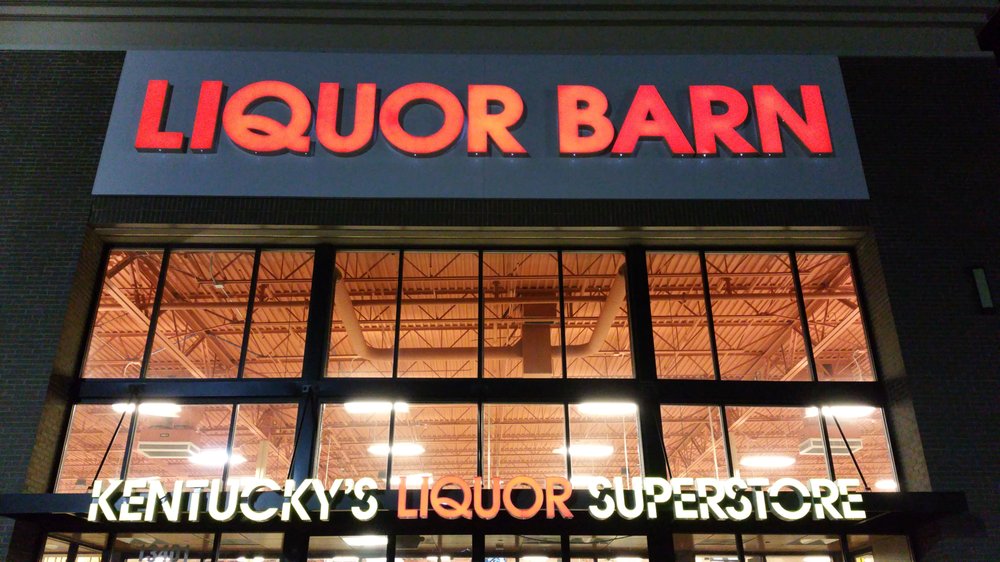 LIQUOR BARN
KENTUCKY'S LIQUOR SUPERSTORE